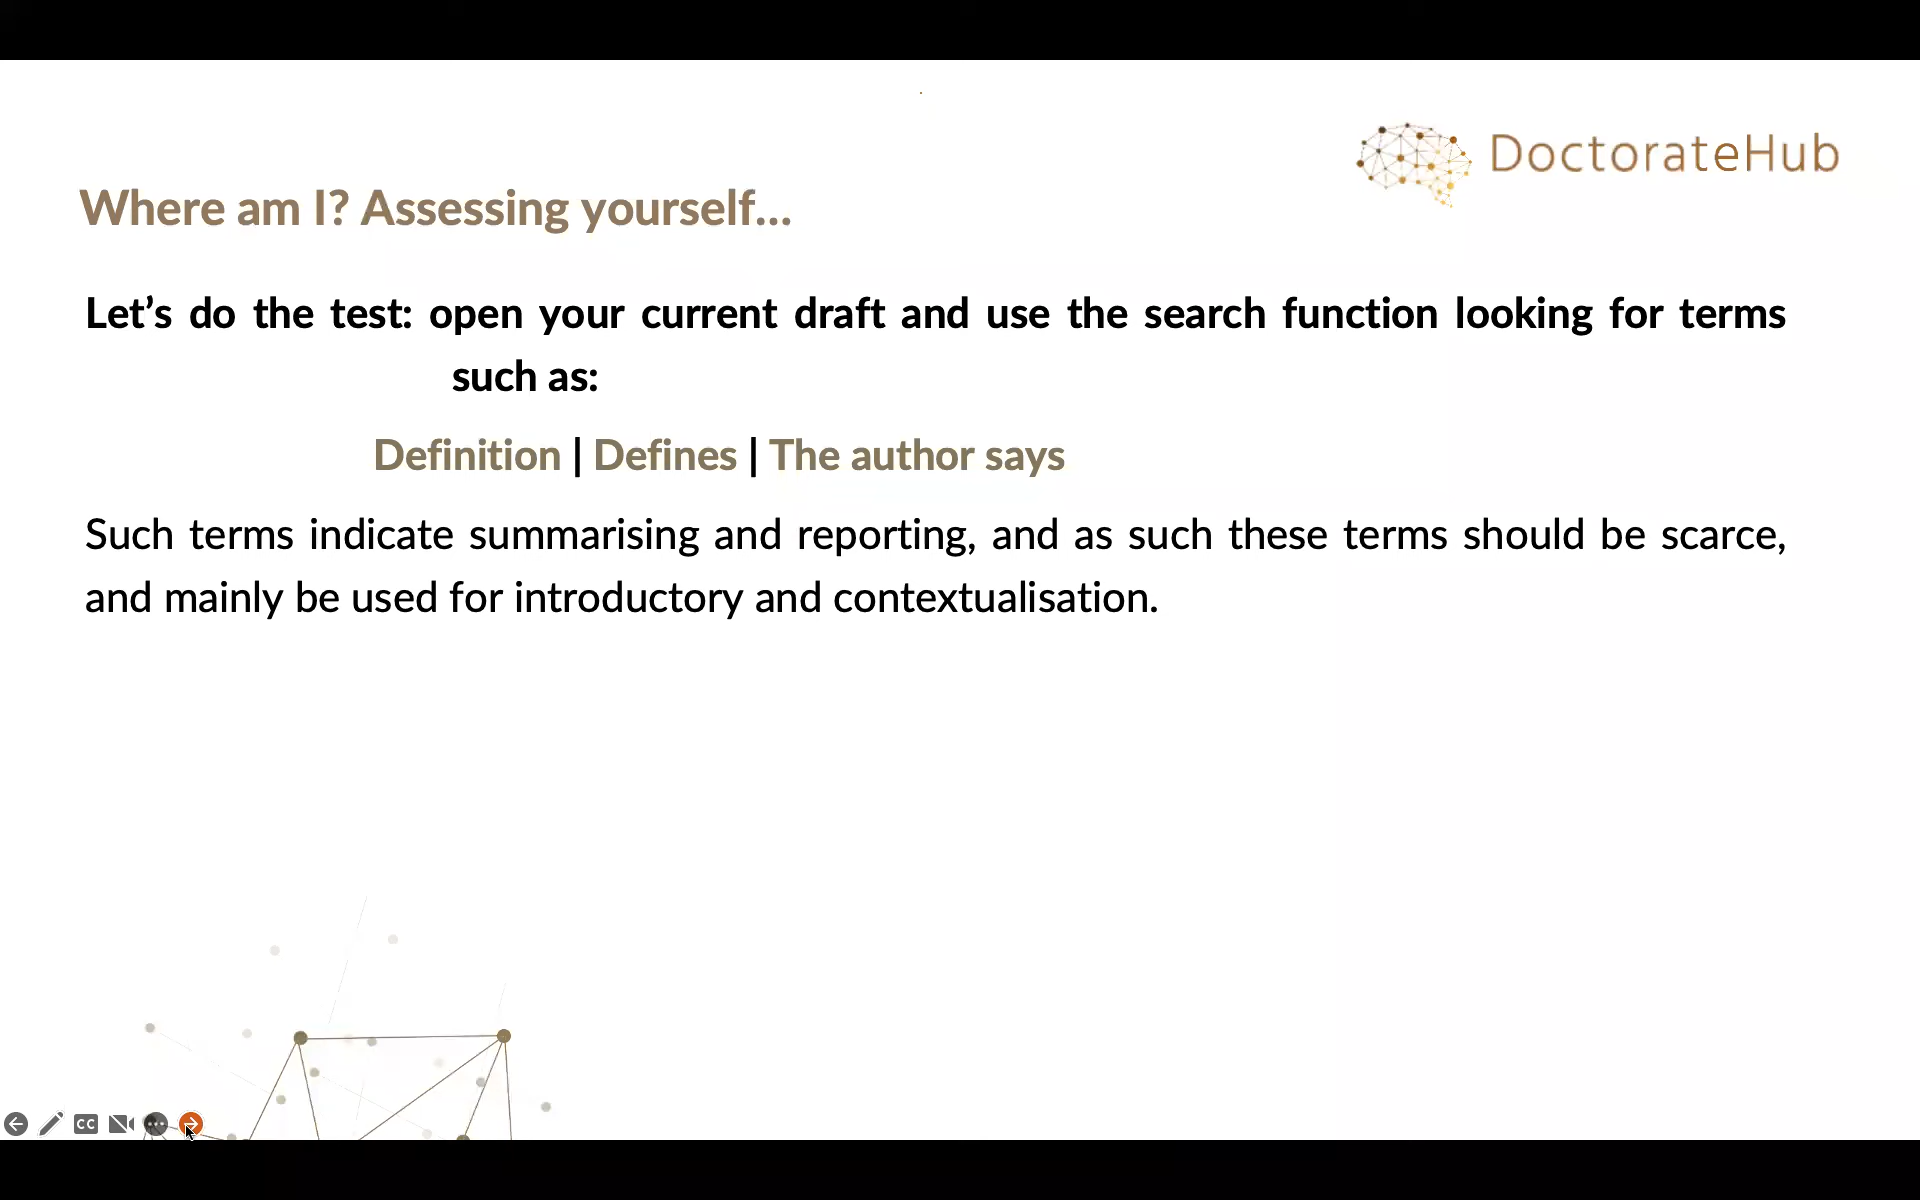 DoctorateHub
Where am I? Assessing yourself...
Let's do the test: open your current draft and use the search function looking for terms
such as:
Definition | Defines | The author says
Such terms indicate summarising and reporting, and as such these terms should be scarce,
and mainly be used for introductory and contextualisation.
CC